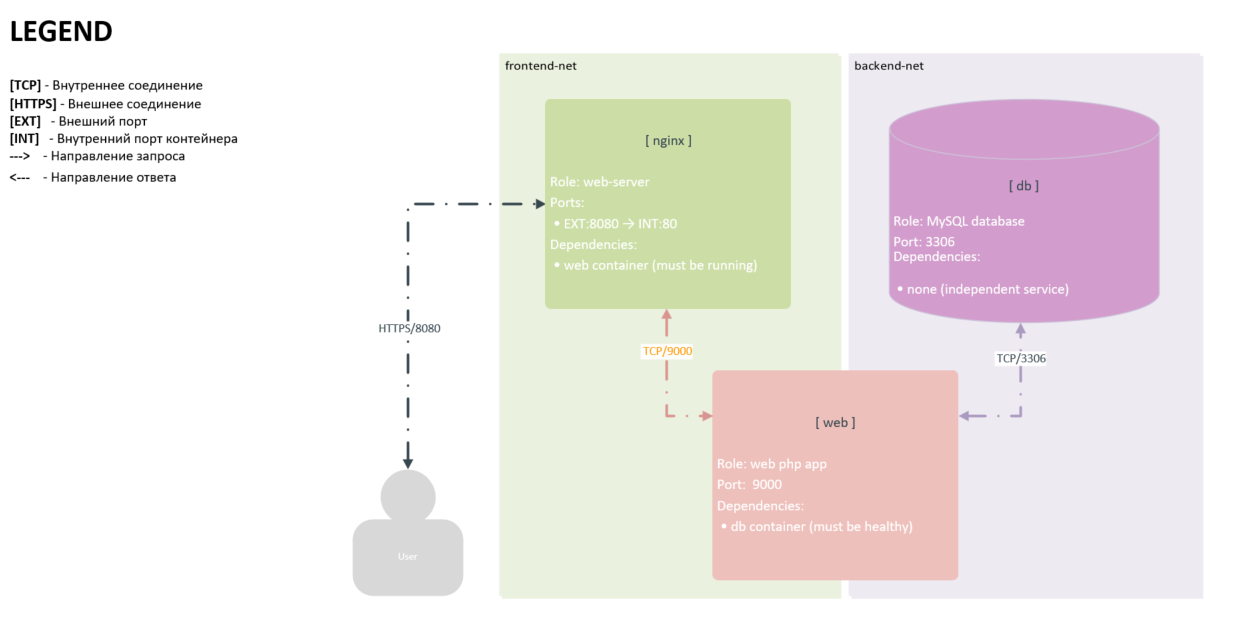 LEGEND
[TCP] - Внутреннее соединение
[HTTPS] - Внешнее соединение
[EXT] - Внешний порт
[INT] - Внутренний порт контейнера
---> - Направление запроса
<--- - Направление ответа
frontend-net
[ nginx ]
Role: web-server
Ports:
• EXT:8080 → INT:80
Dependencies:
• web container (must be running)
backend-net
[ db ]
Role: MySQL database
Port: 3306
Dependencies:
• none (independent service)
HTTPS/8080
TCP/9000
TCP/3306
[ web ]
Role: web php app
Port: 9000
Dependencies:
• db container (must be healthy)
User